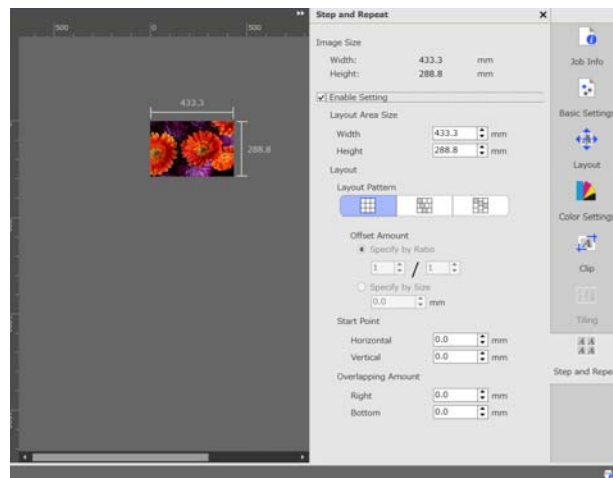 Step and Repeat
500
0
500
433.3
288.8
Image Size
Width: 433.3 mm
Height: 288.8 mm
Enable Setting
Layout Area Size
Width 433.3 mm
Height 288.8 mm
Layout
Layout Pattern
Offset Amount
Specify by Ratio
1 / 1
Specify by Size
0.0 mm
Start Point
Horizontal 0.0 mm
Vertical 0.0 mm
Overlapping Amount
Right 0.0 mm
Bottom 0.0 mm
Job Info
Basic Settings
Layout
Color Settings
Clip
Tiling
Step and Repe